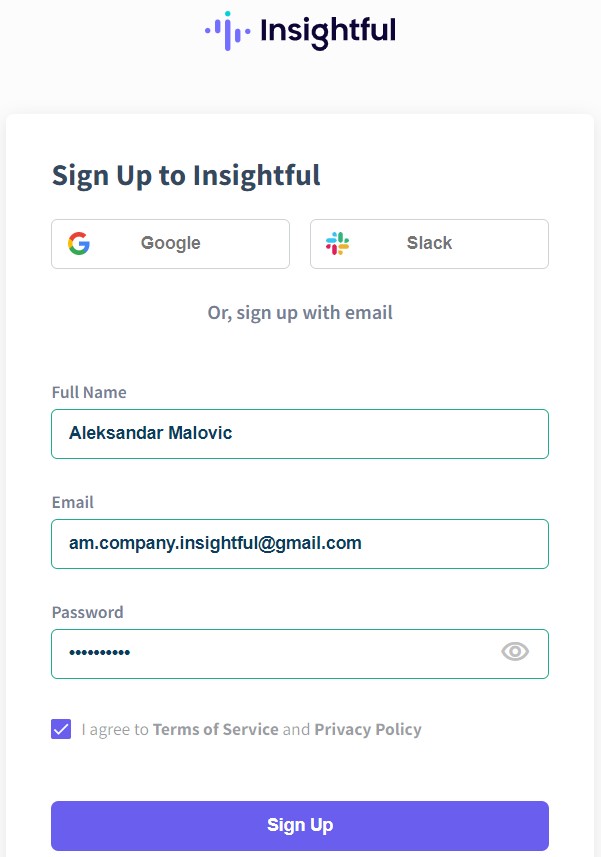 Insightful
Sign Up to Insightful
Google
Slack
Or, sign up with email
Full Name
Aleksandar Malovic
Email
am.company.insightful@gmail.com
Password
••••••••••
I agree to Terms of Service and Privacy Policy
Sign Up